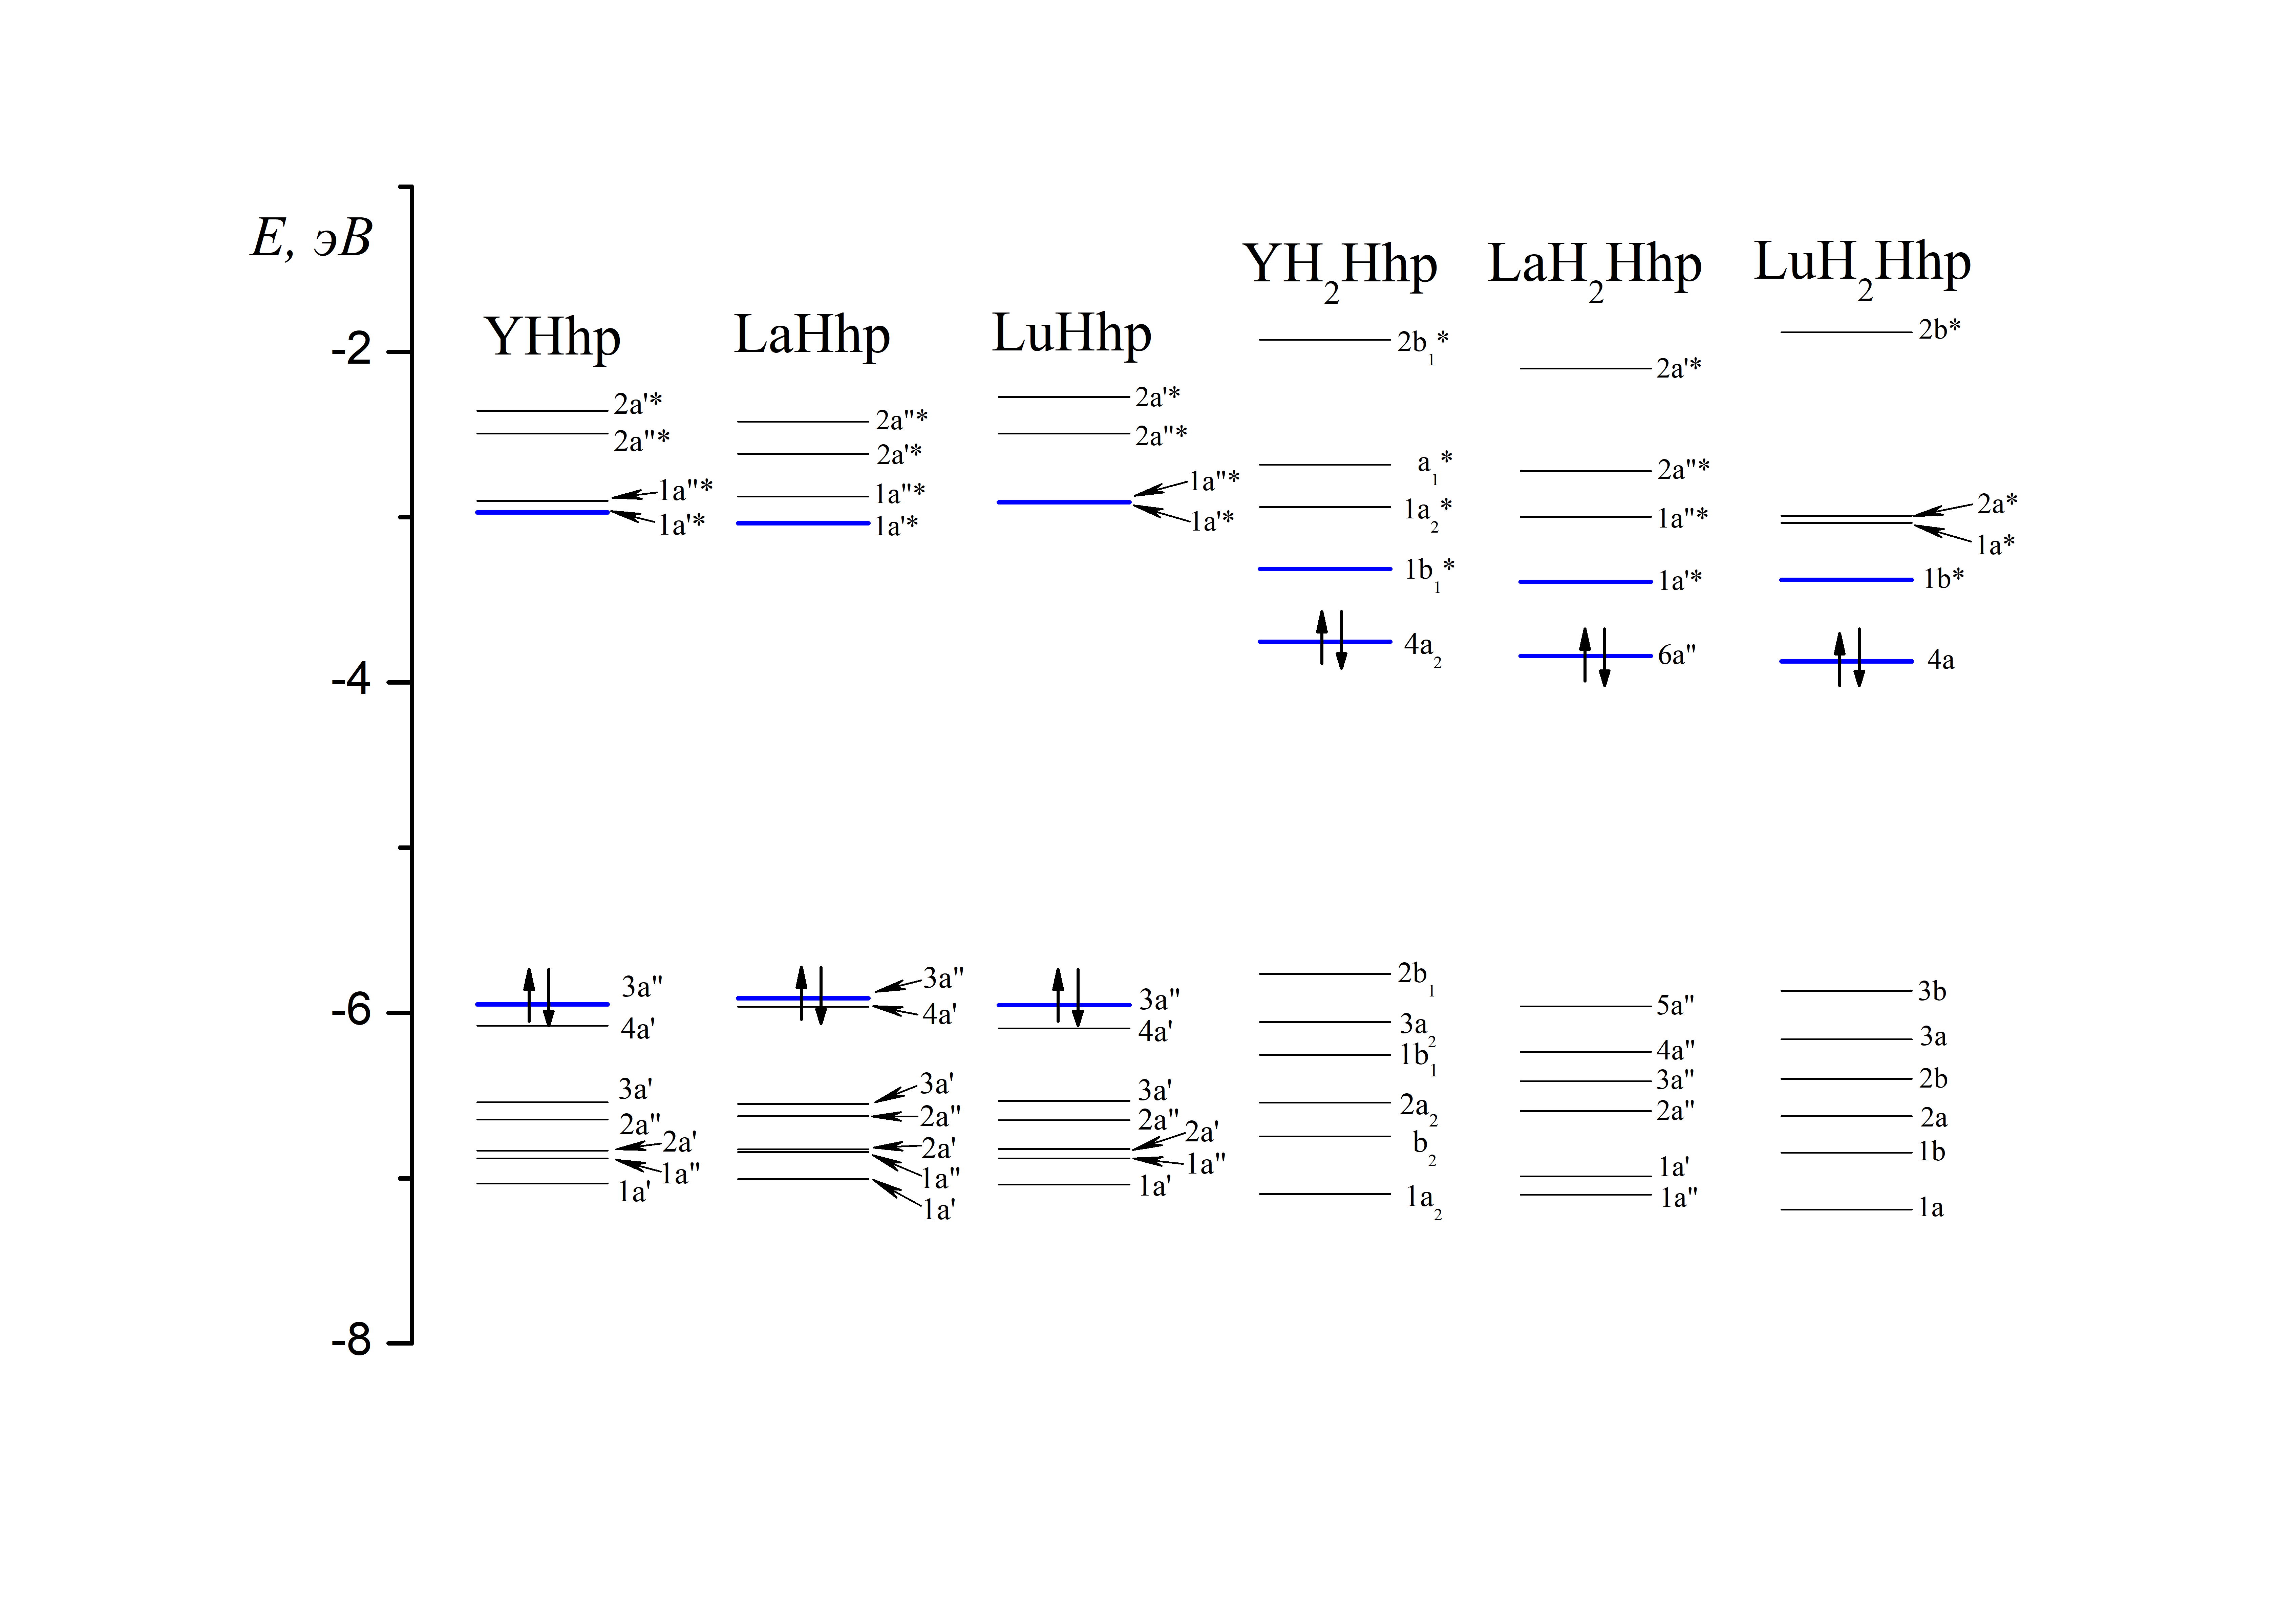 E, эВ
-2
-4
-6
-8
YHhp
2a'*
2a"*
1a"*
1a'*
3a"
4a'
3a'
2a"
2a'
1a"
1a'
LaHhp
2a"*
2a'*
1a"*
1a'*
3a"
4a'
3a'
2a"
2a'
1a"
1a'
LuHhp
2a'*
2a"*
1a"*
1a'*
3a"
4a'
3a'
2a"
2a'
1a"
1a'
YH₂Hhp
2b₁*
a₁*
1a₂*
1b₁*
4a₂
2b₁
3a₂
1b₁
2a₂
b₂
1a₂
LaH₂Hhp
2a'*
2a"*
1a"*
1a'*
6a"
5a"
4a"
3a"
2a"
1a'
1a"
LuH₂Hhp
2b*
2a*
1a*
1b*
4a
3b
3a
2b
2a
1b
1a